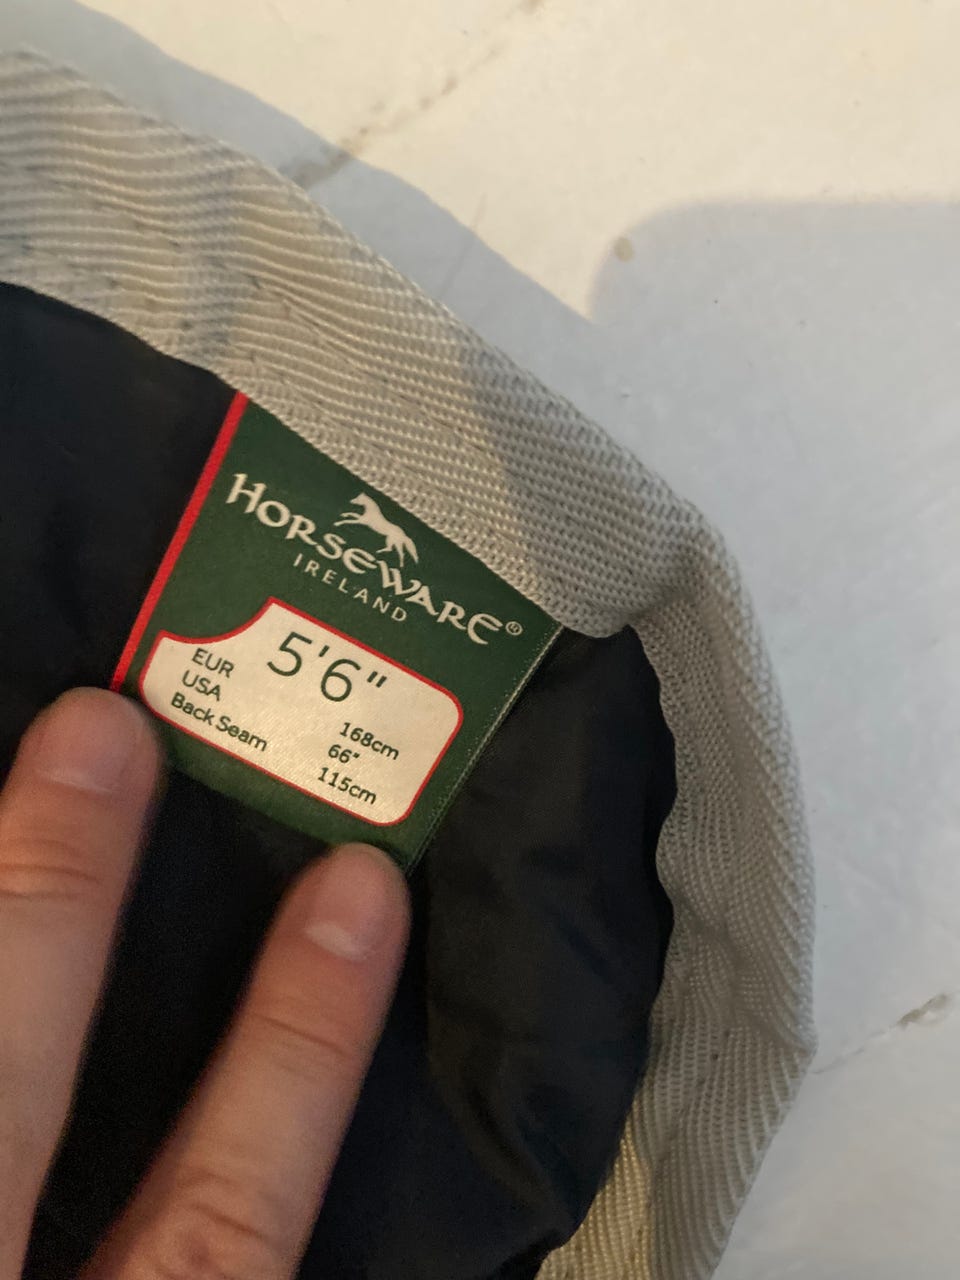 HORSEWARE®
IRELAND
5'6"
EUR 168cm
USA 66"
Back Seam 115cm